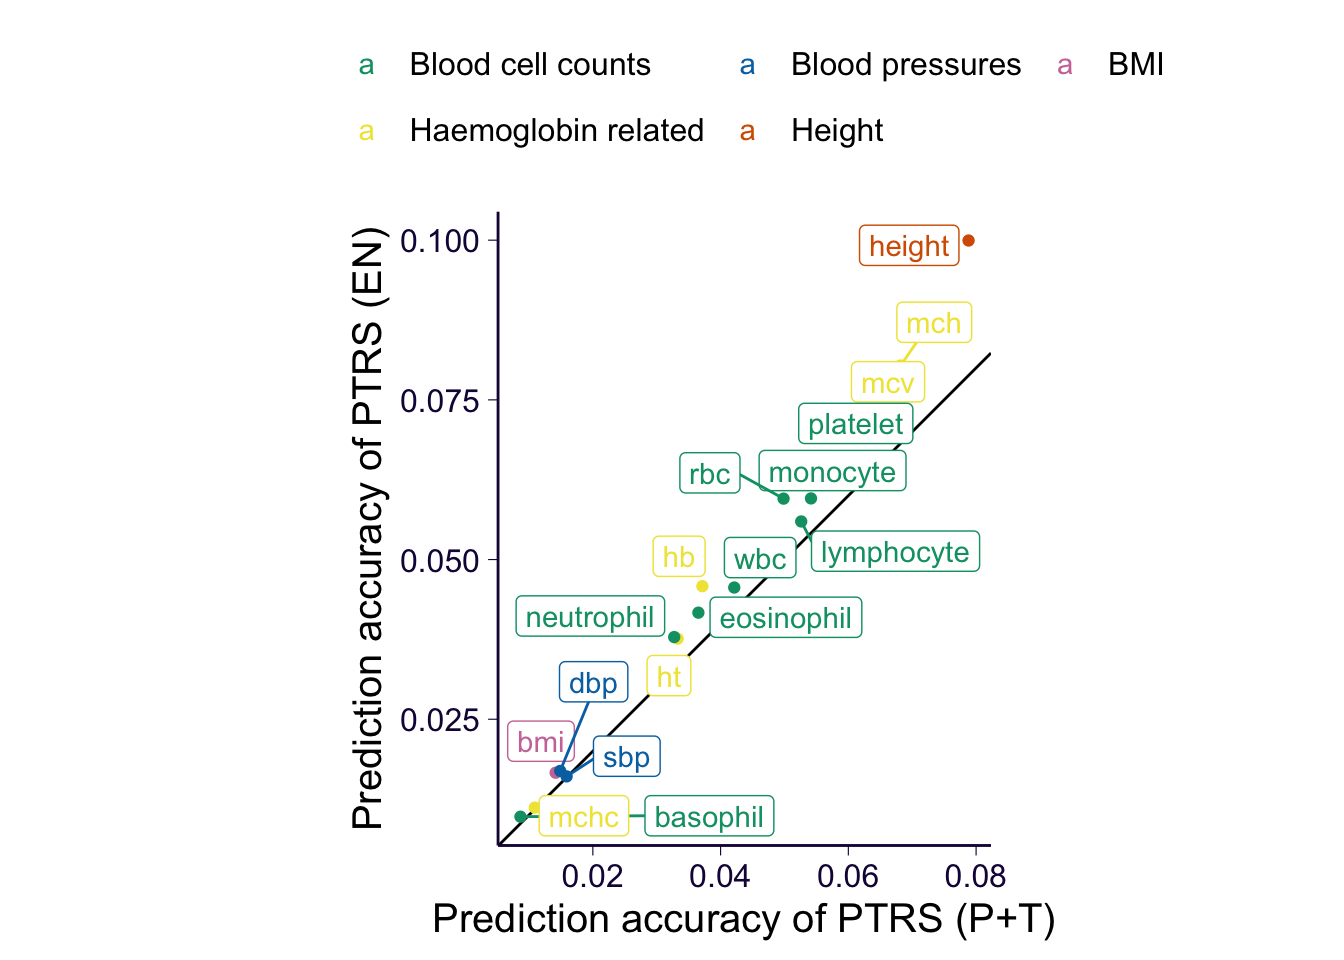 a Blood cell counts a Blood pressures a BMI
a Haemoglobin related a Height
Prediction accuracy of PTRS (EN)
0.100
0.075
0.050
0.025
height
mch
mcv
platelet
rbc
monocyte
lymphocyte
hb
wbc
neutrophil
eosinophil
ht
dbp
bmi
sbp
mchc
basophil
0.02 0.04 0.06 0.08
Prediction accuracy of PTRS (P+T)